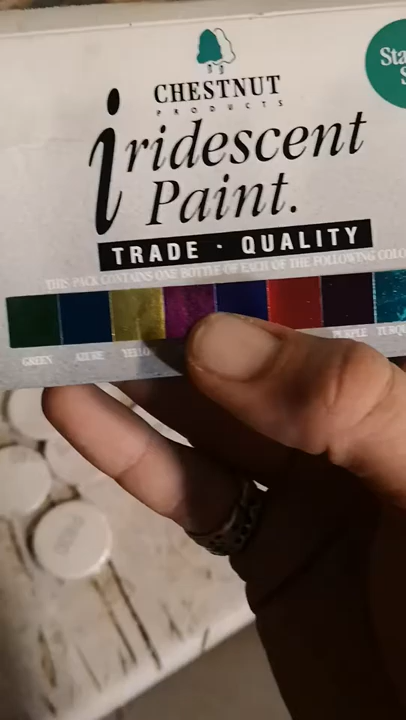 CHESTNUT
PRODUCTS
iridescent
Paint.
TRADE · QUALITY
THIS PACK CONTAINS ONE BOTTLE OF EACH OF THE FOLLOWING COLO
GREEN AZURE YELLO PURPLE TURQU